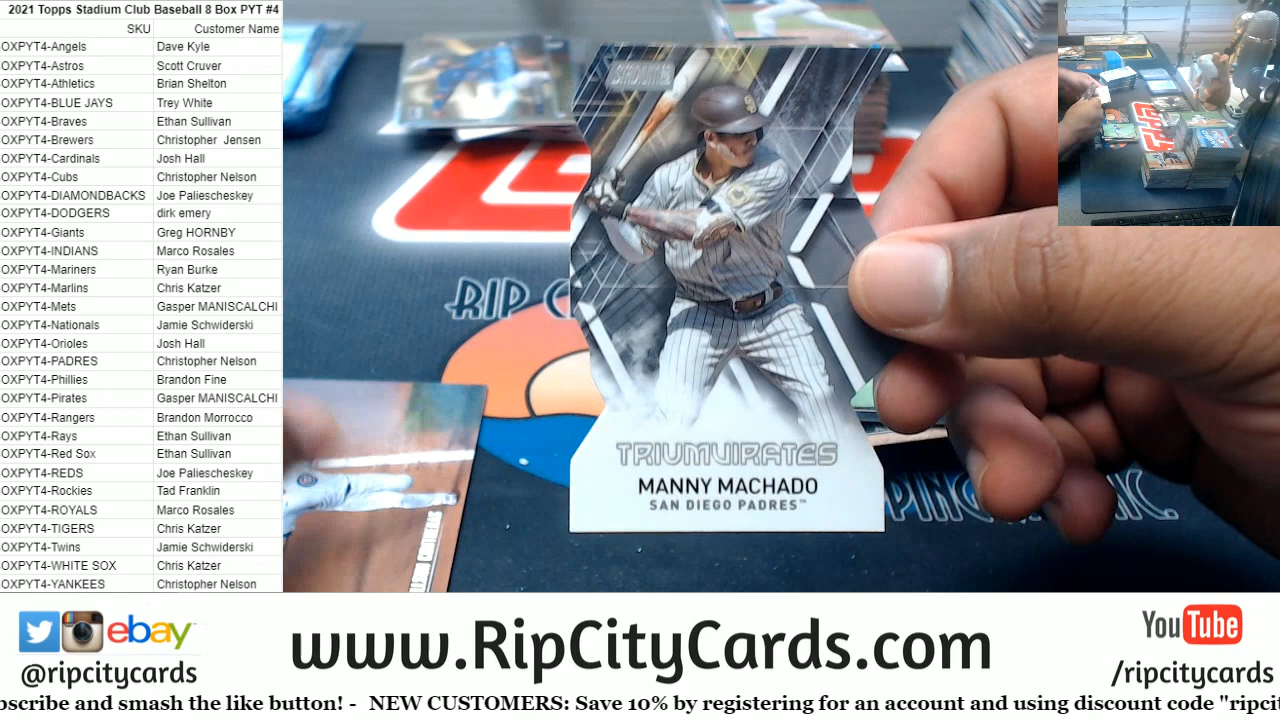 2021 Topps Stadium Club Baseball 8 Box PYT #4
SKU Customer Name
OXPYT4-Angels Dave Kyle
OXPYT4-Astros Scott Cruver
OXPYT4-Athletics Brian Shelton
OXPYT4-BLUE JAYS Trey White
OXPYT4-Braves Ethan Sullivan
OXPYT4-Brewers Christopher Jensen
OXPYT4-Cardinals Josh Hall
OXPYT4-Cubs Christopher Nelson
OXPYT4-DIAMONDBACKS Joe Paliescheskey
OXPYT4-DODGERS dirk emery
OXPYT4-Giants Greg HORNBY
OXPYT4-INDIANS Marco Rosales
OXPYT4-Mariners Ryan Burke
OXPYT4-Marlins Chris Katzer
OXPYT4-Mets Gasper MANISCALCHI
OXPYT4-Nationals Jamie Schwiderski
OXPYT4-Orioles Josh Hall
OXPYT4-PADRES Christopher Nelson
OXPYT4-Phillies Brandon Fine
OXPYT4-Pirates Gasper MANISCALCHI
OXPYT4-Rangers Brandon Morrocco
OXPYT4-Rays Ethan Sullivan
OXPYT4-Red Sox Ethan Sullivan
OXPYT4-REDS Joe Paliescheskey
OXPYT4-Rockies Tad Franklin
OXPYT4-ROYALS Marco Rosales
OXPYT4-TIGERS Chris Katzer
OXPYT4-Twins Jamie Schwiderski
OXPYT4-WHITE SOX Chris Katzer
OXPYT4-YANKEES Christopher Nelson
RIP C
TRIUMVIRATES
MANNY MACHADO
SAN DIEGO PADRES™
ebay
@ripcitycards
www.RipCityCards.com
You Tube
/ripcitycards
bscribe and smash the like button! - NEW CUSTOMERS: Save 10% by registering for an account and using discount code "ripci